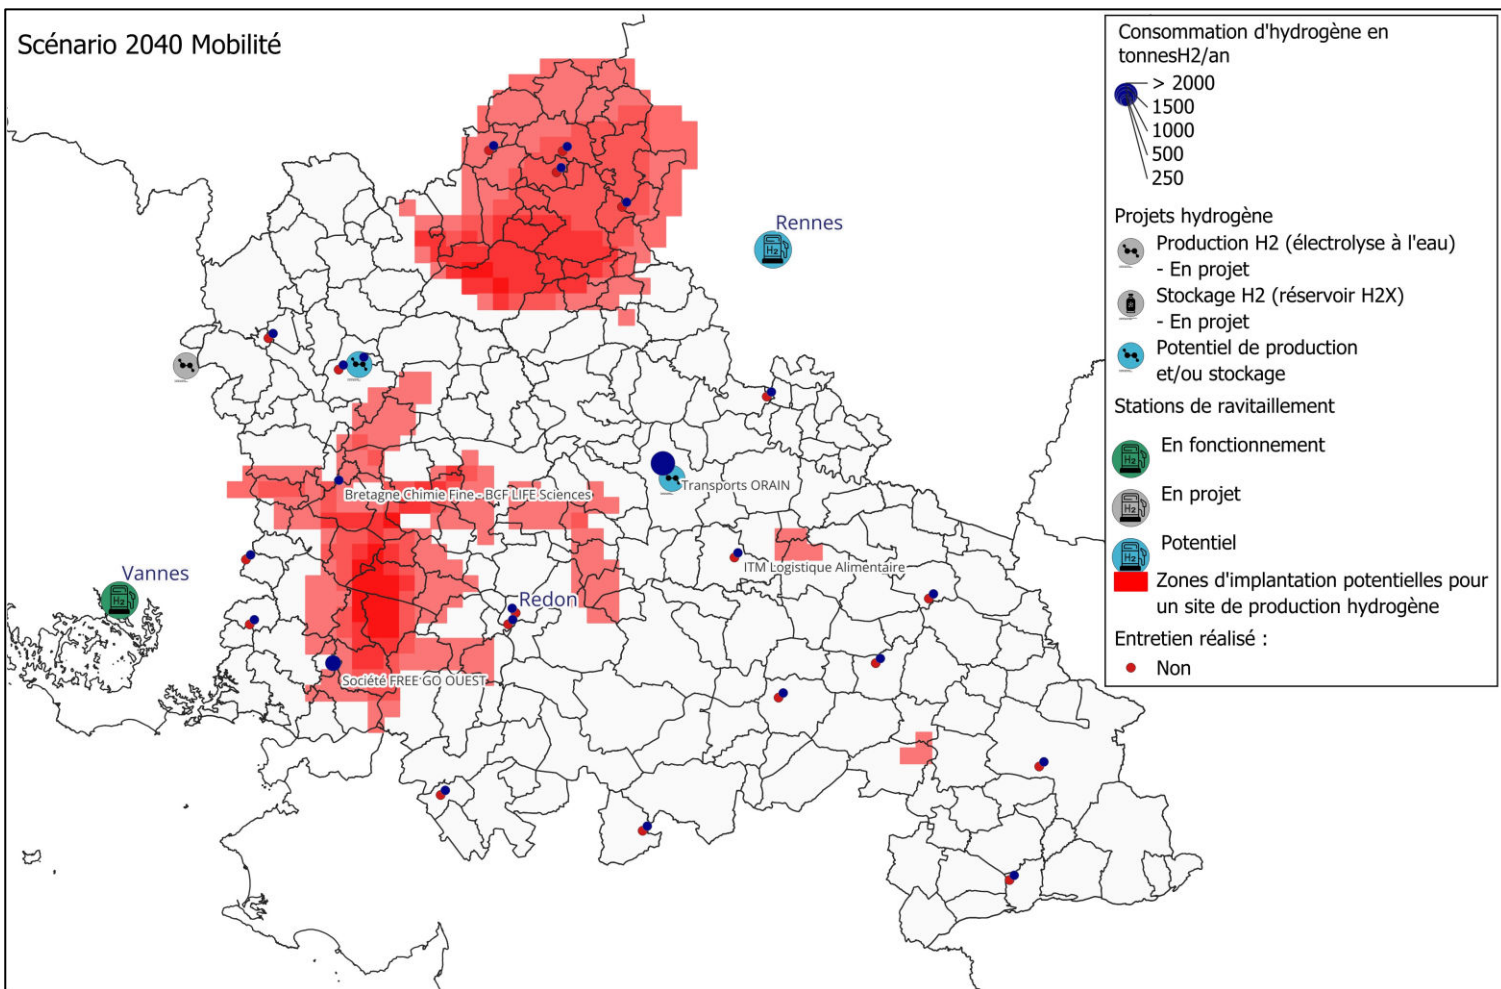 Scénario 2040 Mobilité
Rennes
Transports ORAIN
Bretagne Chimie Fine - BCF LIFE Sciences
ITM Logistique Alimentaire
Vannes
Redon
Société FREE GO OUEST
Consommation d'hydrogène en
tonnesH2/an
> 2000
1500
1000
500
250
Projets hydrogène
Production H2 (électrolyse à l'eau)
- En projet
Stockage H2 (réservoir H2X)
- En projet
Potentiel de production
et/ou stockage
Stations de ravitaillement
H2
En fonctionnement
H2
En projet
H2
Potentiel
Zones d'implantation potentielles pour
un site de production hydrogène
Entretien réalisé :
Non